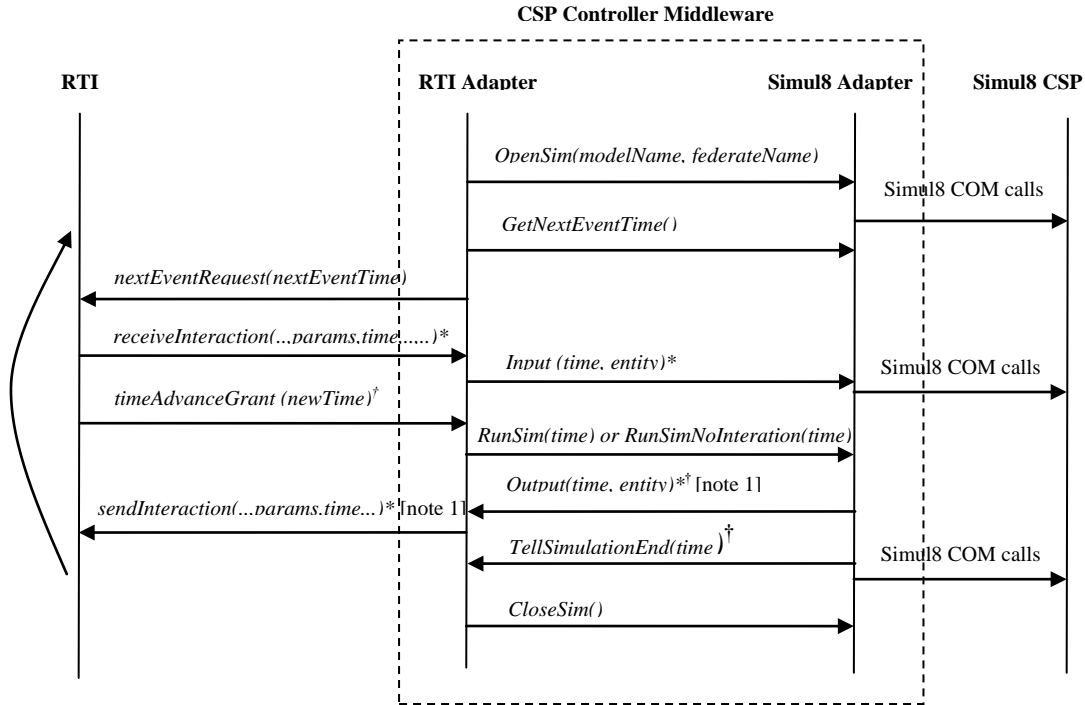 CSP Controller Middleware
RTI
RTI Adapter
Simul8 Adapter
Simul8 CSP
OpenSim(modelName, federateName)
Simul8 COM calls
GetNextEventTime()
nextEventRequest(nextEventTime)
receiveInteraction(..,params,time,..,..)*
Input (time, entity)*
Simul8 COM calls
timeAdvanceGrant (newTime)†
RunSim(time) or RunSimNoInteration(time)
Output(time, entity)*† [note 1]
sendInteraction(...params,time...)* [note 1]
TellSimulationEnd(time)†
Simul8 COM calls
CloseSim()